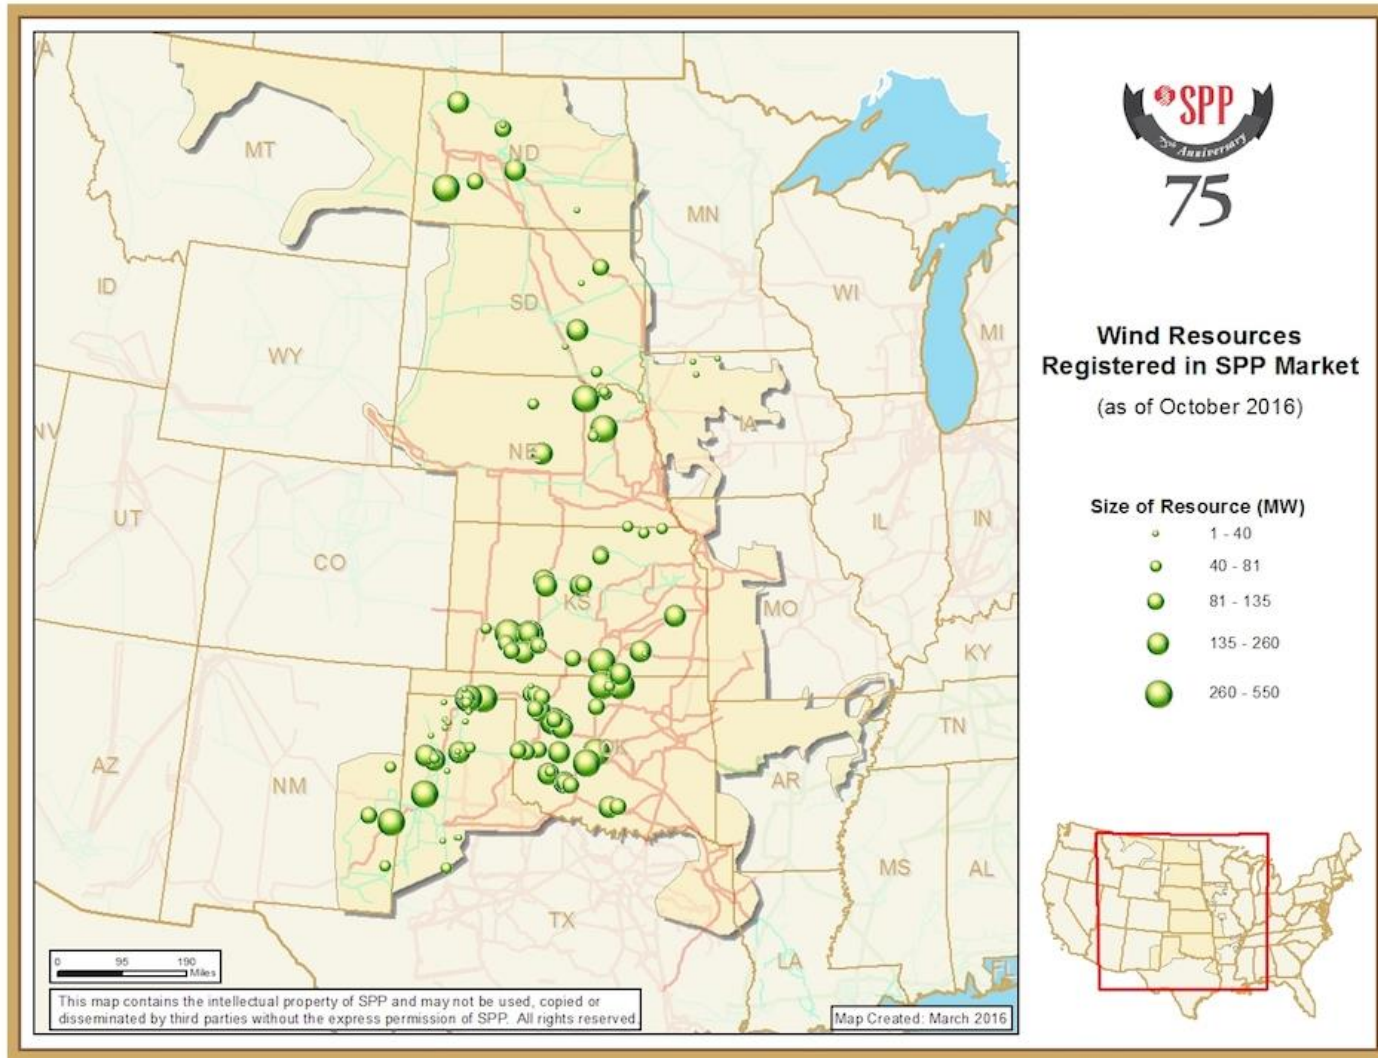 VA
MT
ND
MN
ID
SD
WI
MI
WY
IA
NV
NE
UT
CO
IL
IN
KS
MO
KY
AZ
NM
OK
AR
TN
MS
AL
TX
LA
FL
0 95 190
Miles
This map contains the intellectual property of SPP and may not be used, copied or
disseminated by third parties without the express permission of SPP. All rights reserved
Map Created: March 2016
SPP
75th Anniversary
75
Wind Resources
Registered in SPP Market
(as of October 2016)
Size of Resource (MW)
1 - 40
40 - 81
81 - 135
135 - 260
260 - 550